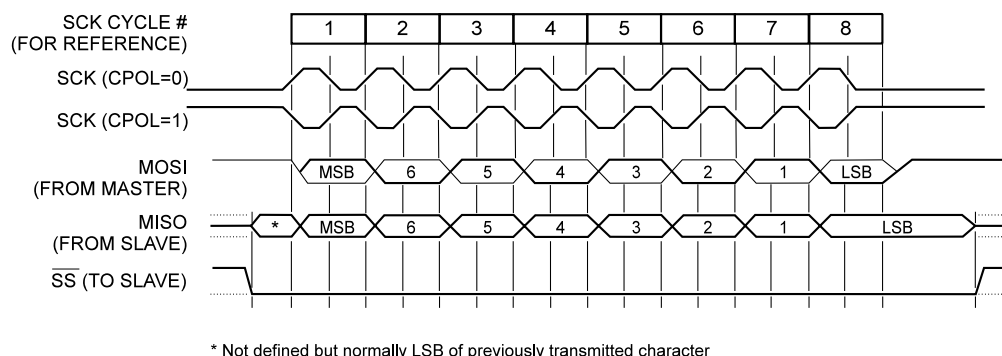 SCK CYCLE #
(FOR REFERENCE)
1 2 3 4 5 6 7 8
SCK (CPOL=0)
SCK (CPOL=1)
MOSI
(FROM MASTER)
MSB 6 5 4 3 2 1 LSB
MISO
(FROM SLAVE)
* MSB 6 5 4 3 2 1 LSB
SS (TO SLAVE)
* Not defined but normally LSB of previously transmitted character